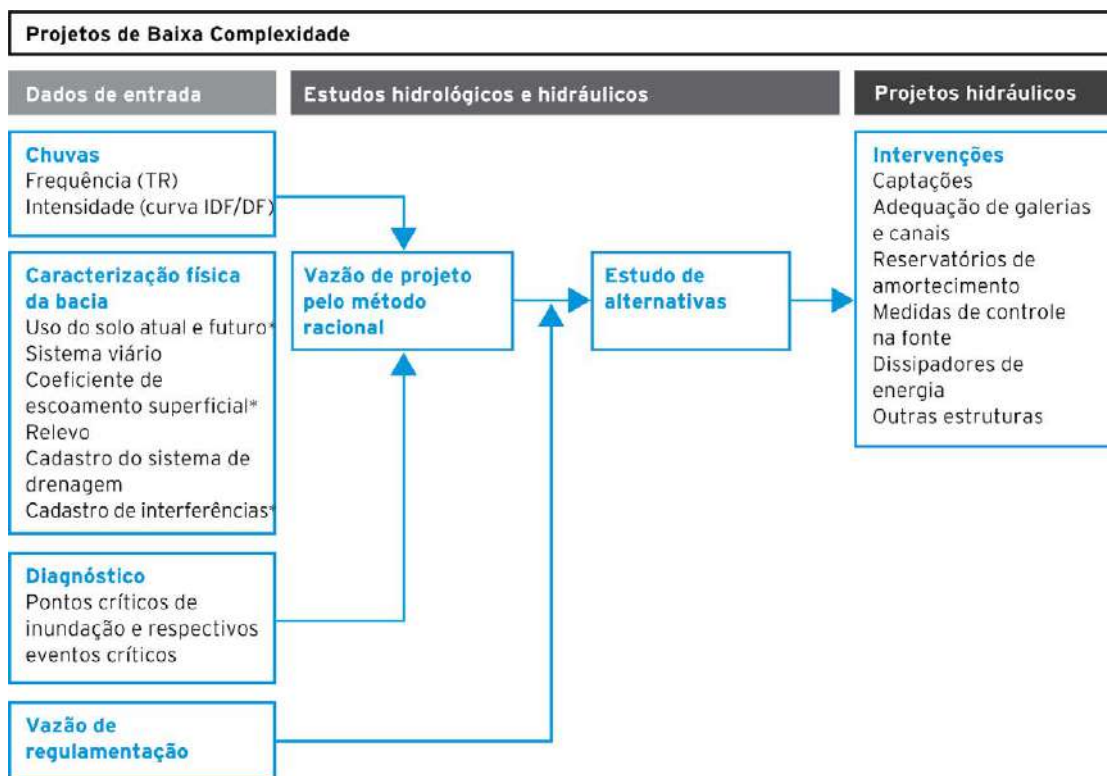 Projetos de Baixa Complexidade
Dados de entrada
Estudos hidrológicos e hidráulicos
Projetos hidráulicos
Chuvas
Frequência (TR)
Intensidade (curva IDF/DF)
Caracterização física
da bacia
Uso do solo atual e futuro*
Sistema viário
Coeficiente de
escoamento superficial*
Relevo
Cadastro do sistema de
drenagem
Cadastro de interferências*
Diagnóstico
Pontos críticos de
inundação e respectivos
eventos críticos
Vazão de
regulamentação
Vazão de projeto
pelo método
racional
Estudo de
alternativas
Intervenções
Captações
Adequação de galerias
e canais
Reservatórios de
amortecimento
Medidas de controle
na fonte
Dissipadores de
energia
Outras estruturas